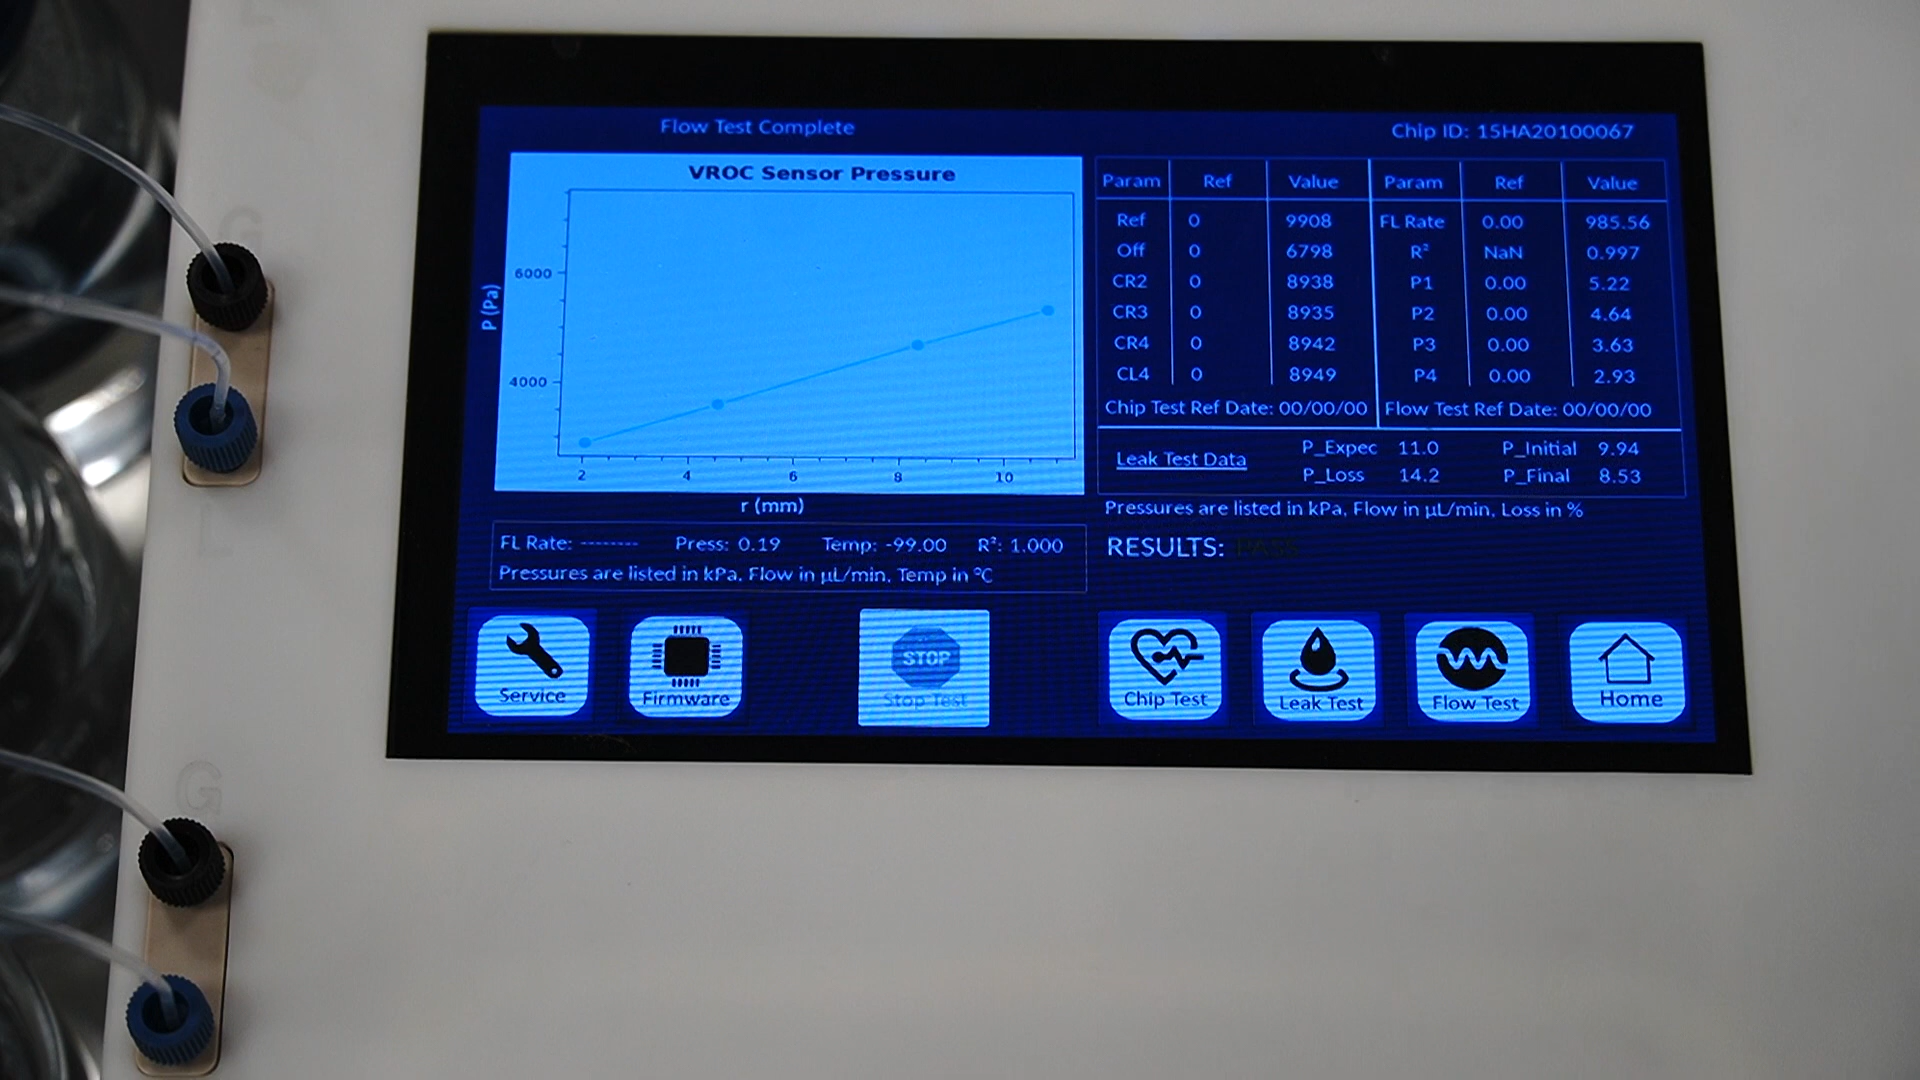 Flow Test Complete
Chip ID: 15HA20100067
VROC Sensor Pressure
P (Pa)
6000
4000
2 4 6 8 10
r (mm)
Param Ref Value Param Ref Value
Ref 0 9908 FL Rate 0.00 985.56
Off 0 6798 R² NaN 0.997
CR2 0 8938 P1 0.00 5.22
CR3 0 8935 P2 0.00 4.64
CR4 0 8942 P3 0.00 3.63
CL4 0 8949 P4 0.00 2.93
Chip Test Ref Date: 00/00/00 Flow Test Ref Date: 00/00/00
Leak Test Data
P_Expec 11.0 P_Initial 9.94
P_Loss 14.2 P_Final 8.53
Pressures are listed in kPa, Flow in µL/min, Loss in %
FL Rate: -------- Press: 0.19 Temp: -99.00 R²: 1.000
Pressures are listed in kPa, Flow in µL/min, Temp in °C
RESULTS: PASS
Service
Firmware
STOP
Stop Test
Chip Test
Leak Test
Flow Test
Home
G
L
G